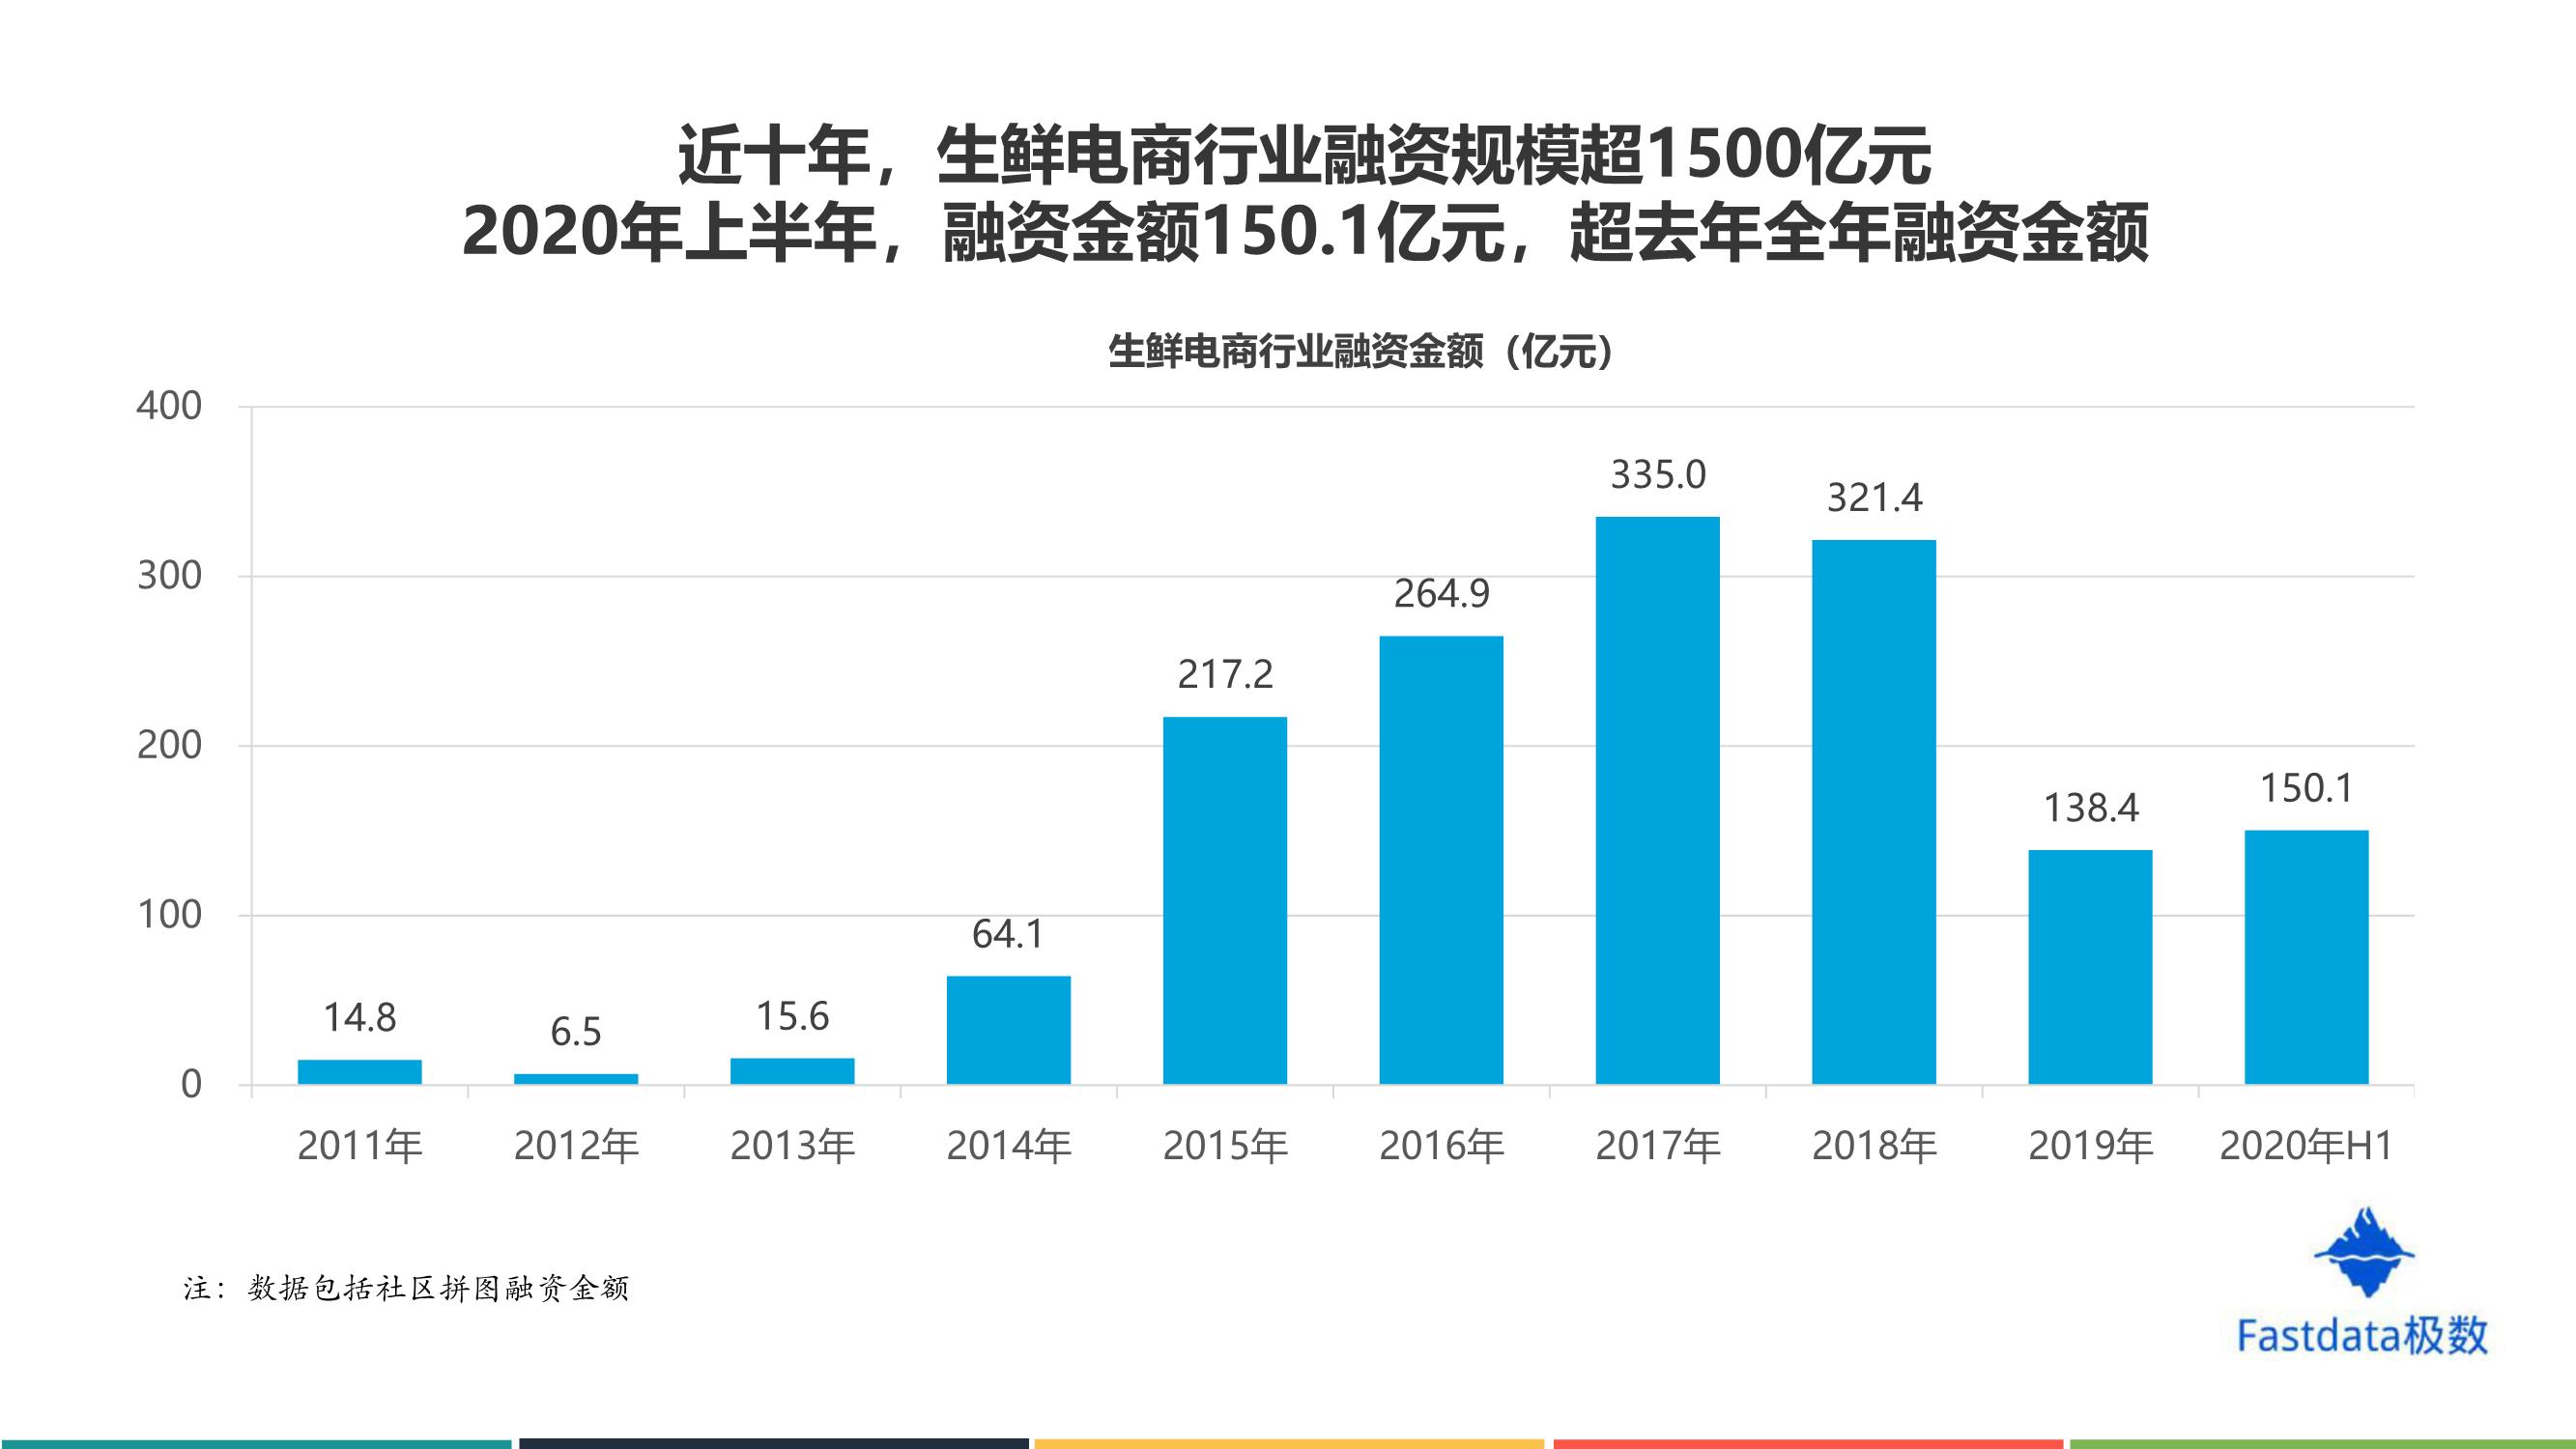 近十年，生鲜电商行业融资规模超1500亿元
2020年上半年，融资金额150.1亿元，超去年全年融资金额
生鲜电商行业融资金额（亿元）
400
300
200
100
0
14.8
6.5
15.6
64.1
217.2
264.9
335.0
321.4
138.4
150.1
2011年
2012年
2013年
2014年
2015年
2016年
2017年
2018年
2019年
2020年H1
注：数据包括社区拼图融资金额
Fastdata极数